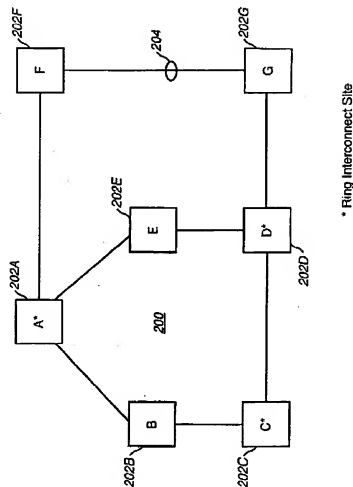 202A
A*
202F
F
202B
B
202E
E
200
204
C*
202C
D*
202D
G
202G
* Ring Interconnect Site